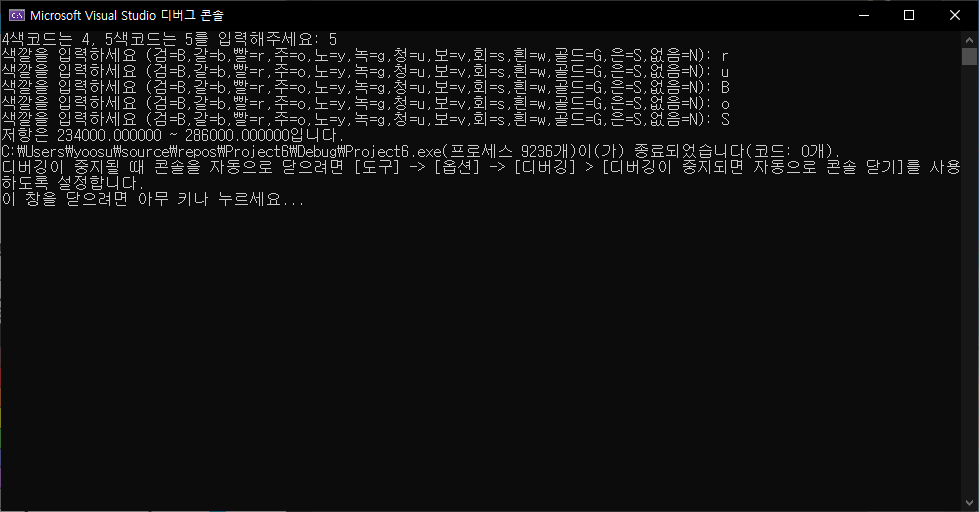 Microsoft Visual Studio 디버그 콘솔
4색코드는 4, 5색코드는 5를 입력해주세요: 5
색깔을 입력하세요 (검=B,갈=b,빨=r,주=o,노=y,녹=g,청=u,보=v,회=s,흰=w,골드=G,은=S,없음=N): r
색깔을 입력하세요 (검=B,갈=b,빨=r,주=o,노=y,녹=g,청=u,보=v,회=s,흰=w,골드=G,은=S,없음=N): u
색깔을 입력하세요 (검=B,갈=b,빨=r,주=o,노=y,녹=g,청=u,보=v,회=s,흰=w,골드=G,은=S,없음=N): B
색깔을 입력하세요 (검=B,갈=b,빨=r,주=o,노=y,녹=g,청=u,보=v,회=s,흰=w,골드=G,은=S,없음=N): o
색깔을 입력하세요 (검=B,갈=b,빨=r,주=o,노=y,녹=g,청=u,보=v,회=s,흰=w,골드=G,은=S,없음=N): S
저항은 234000.000000 ~ 286000.000000입니다.
C:₩Users₩yoosu₩source₩repos₩Project6₩Debug₩Project6.exe(프로세스 9236개)이(가) 종료되었습니다(코드: 0개).
디버깅이 중지될 때 콘솔을 자동으로 닫으려면 [도구] -> [옵션] -> [디버깅] > [디버깅이 중지되면 자동으로 콘솔 닫기]를 사용
하도록 설정합니다.
이 창을 닫으려면 아무 키나 누르세요...